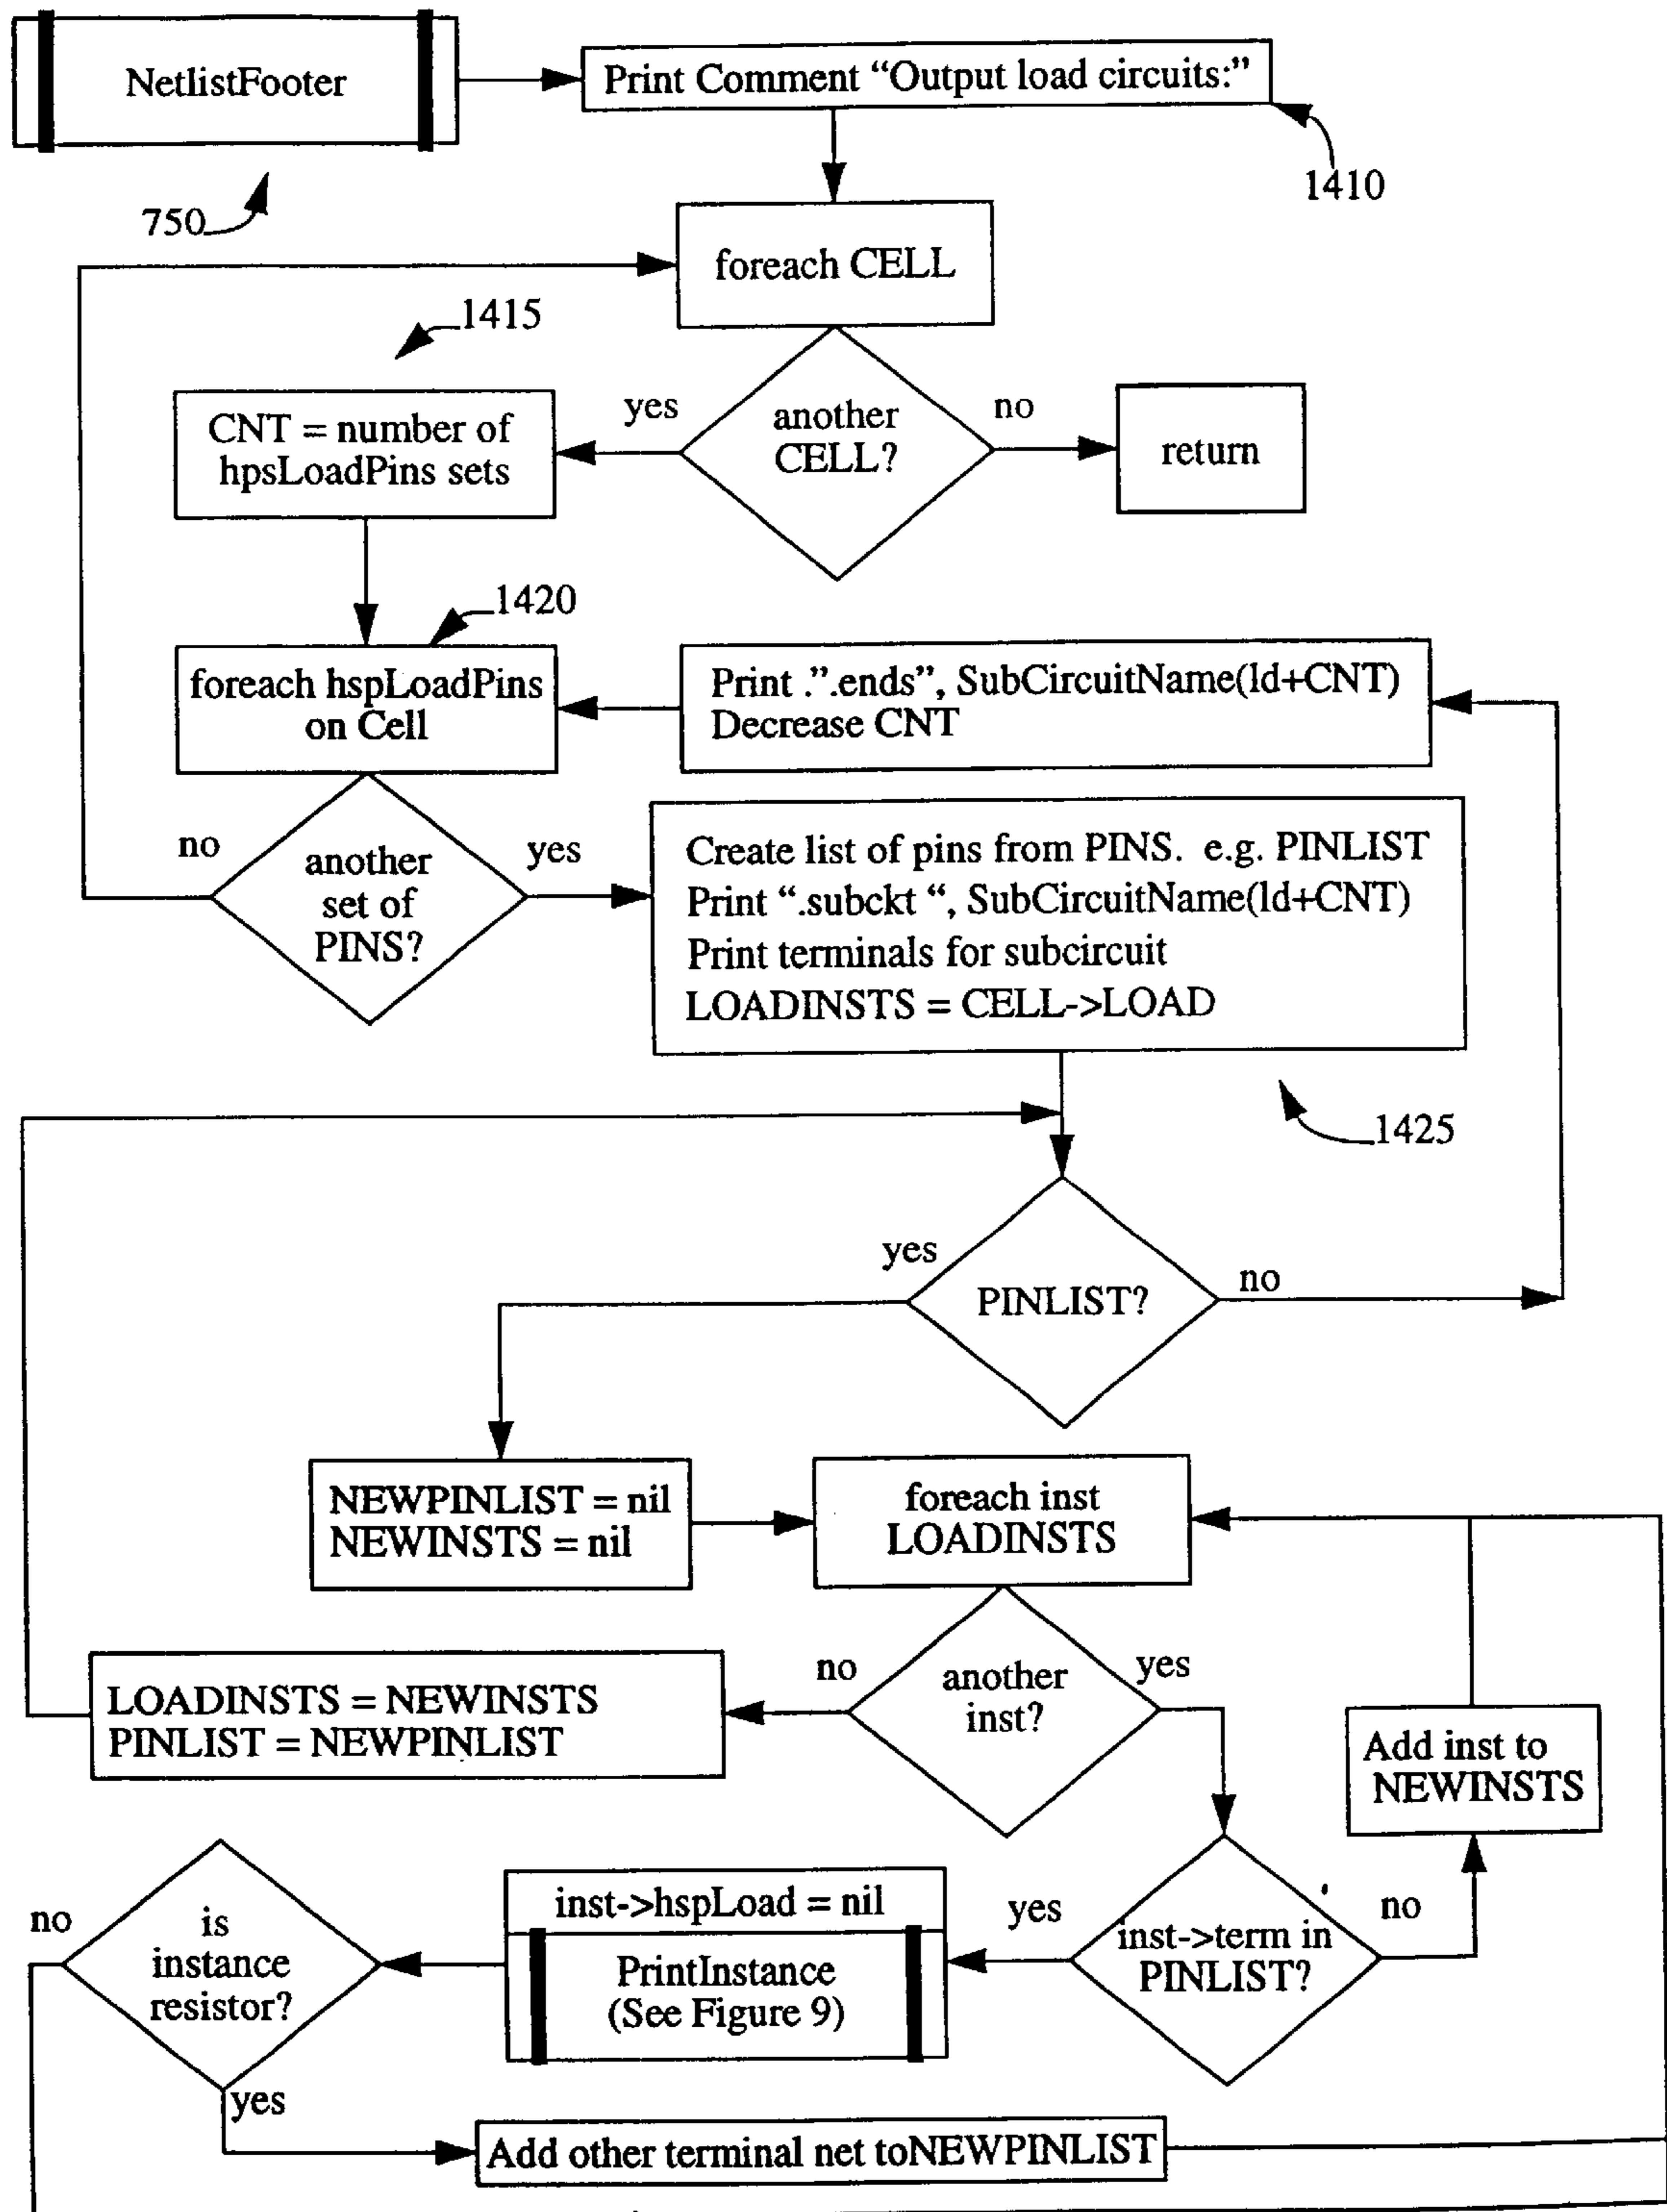 NetlistFooter
Print Comment “Output load circuits:”
1410
750
foreach CELL
1415
CNT = number of
hpsLoadPins sets
yes
another
CELL?
no
return
1420
foreach hspLoadPins
on Cell
Print .”.ends”, SubCircuitName(ld+CNT)
Decrease CNT
no
another
set of
PINS?
yes
Create list of pins from PINS. e.g. PINLIST
Print “.subckt “, SubCircuitName(ld+CNT)
Print terminals for subcircuit
LOADINSTS = CELL->LOAD
1425
yes
PINLIST?
no
NEWPINLIST = nil
NEWINSTS = nil
foreach inst
LOADINSTS
LOADINSTS = NEWINSTS
PINLIST = NEWPINLIST
no
another
inst?
yes
Add inst to
NEWINSTS
no
is
instance
resistor?
yes
inst->hspLoad = nil
PrintInstance
(See Figure 9)
yes
inst->term in
PINLIST?
no
Add other terminal net toNEWPINLIST